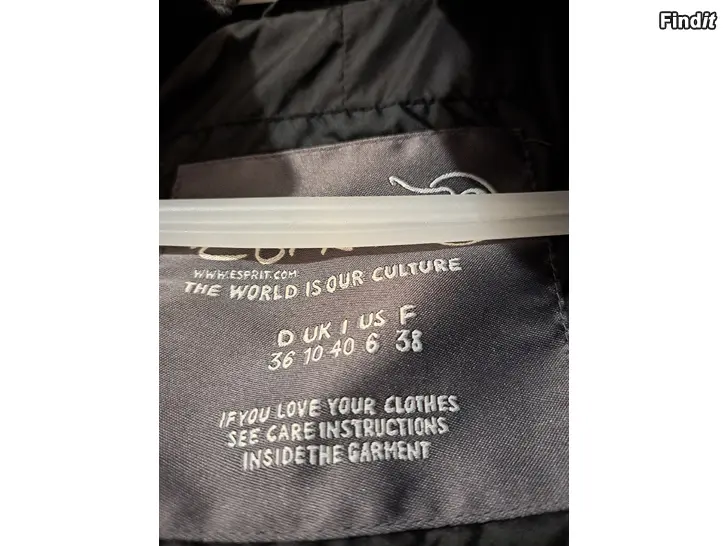 Findit
WWW.ESPRIT.COM
THE WORLD IS OUR CULTURE
D UK I US F
36 10 40 6 38
IF YOU LOVE YOUR CLOTHES
SEE CARE INSTRUCTIONS
INSIDE THE GARMENT